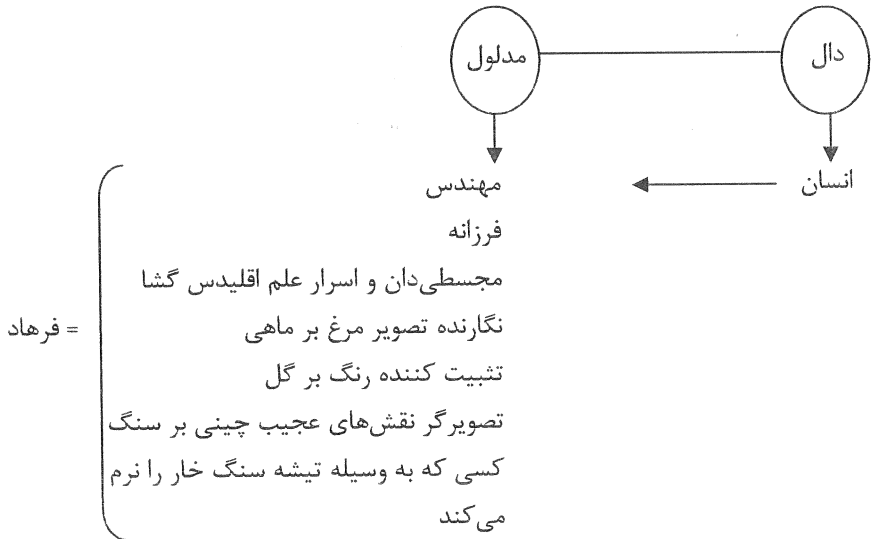 دال
مدلول
انسان
مهندس
فرزانه
مجسطی‌دان و اسرار علم اقلیدس گشا
نگارنده تصویر مرغ بر ماهی
= فرهاد
تثبیت کننده رنگ بر گل
تصویرگر نقش‌های عجیب چینی بر سنگ
کسی که به وسیله تیشه سنگ خار را نرم
می‌کند